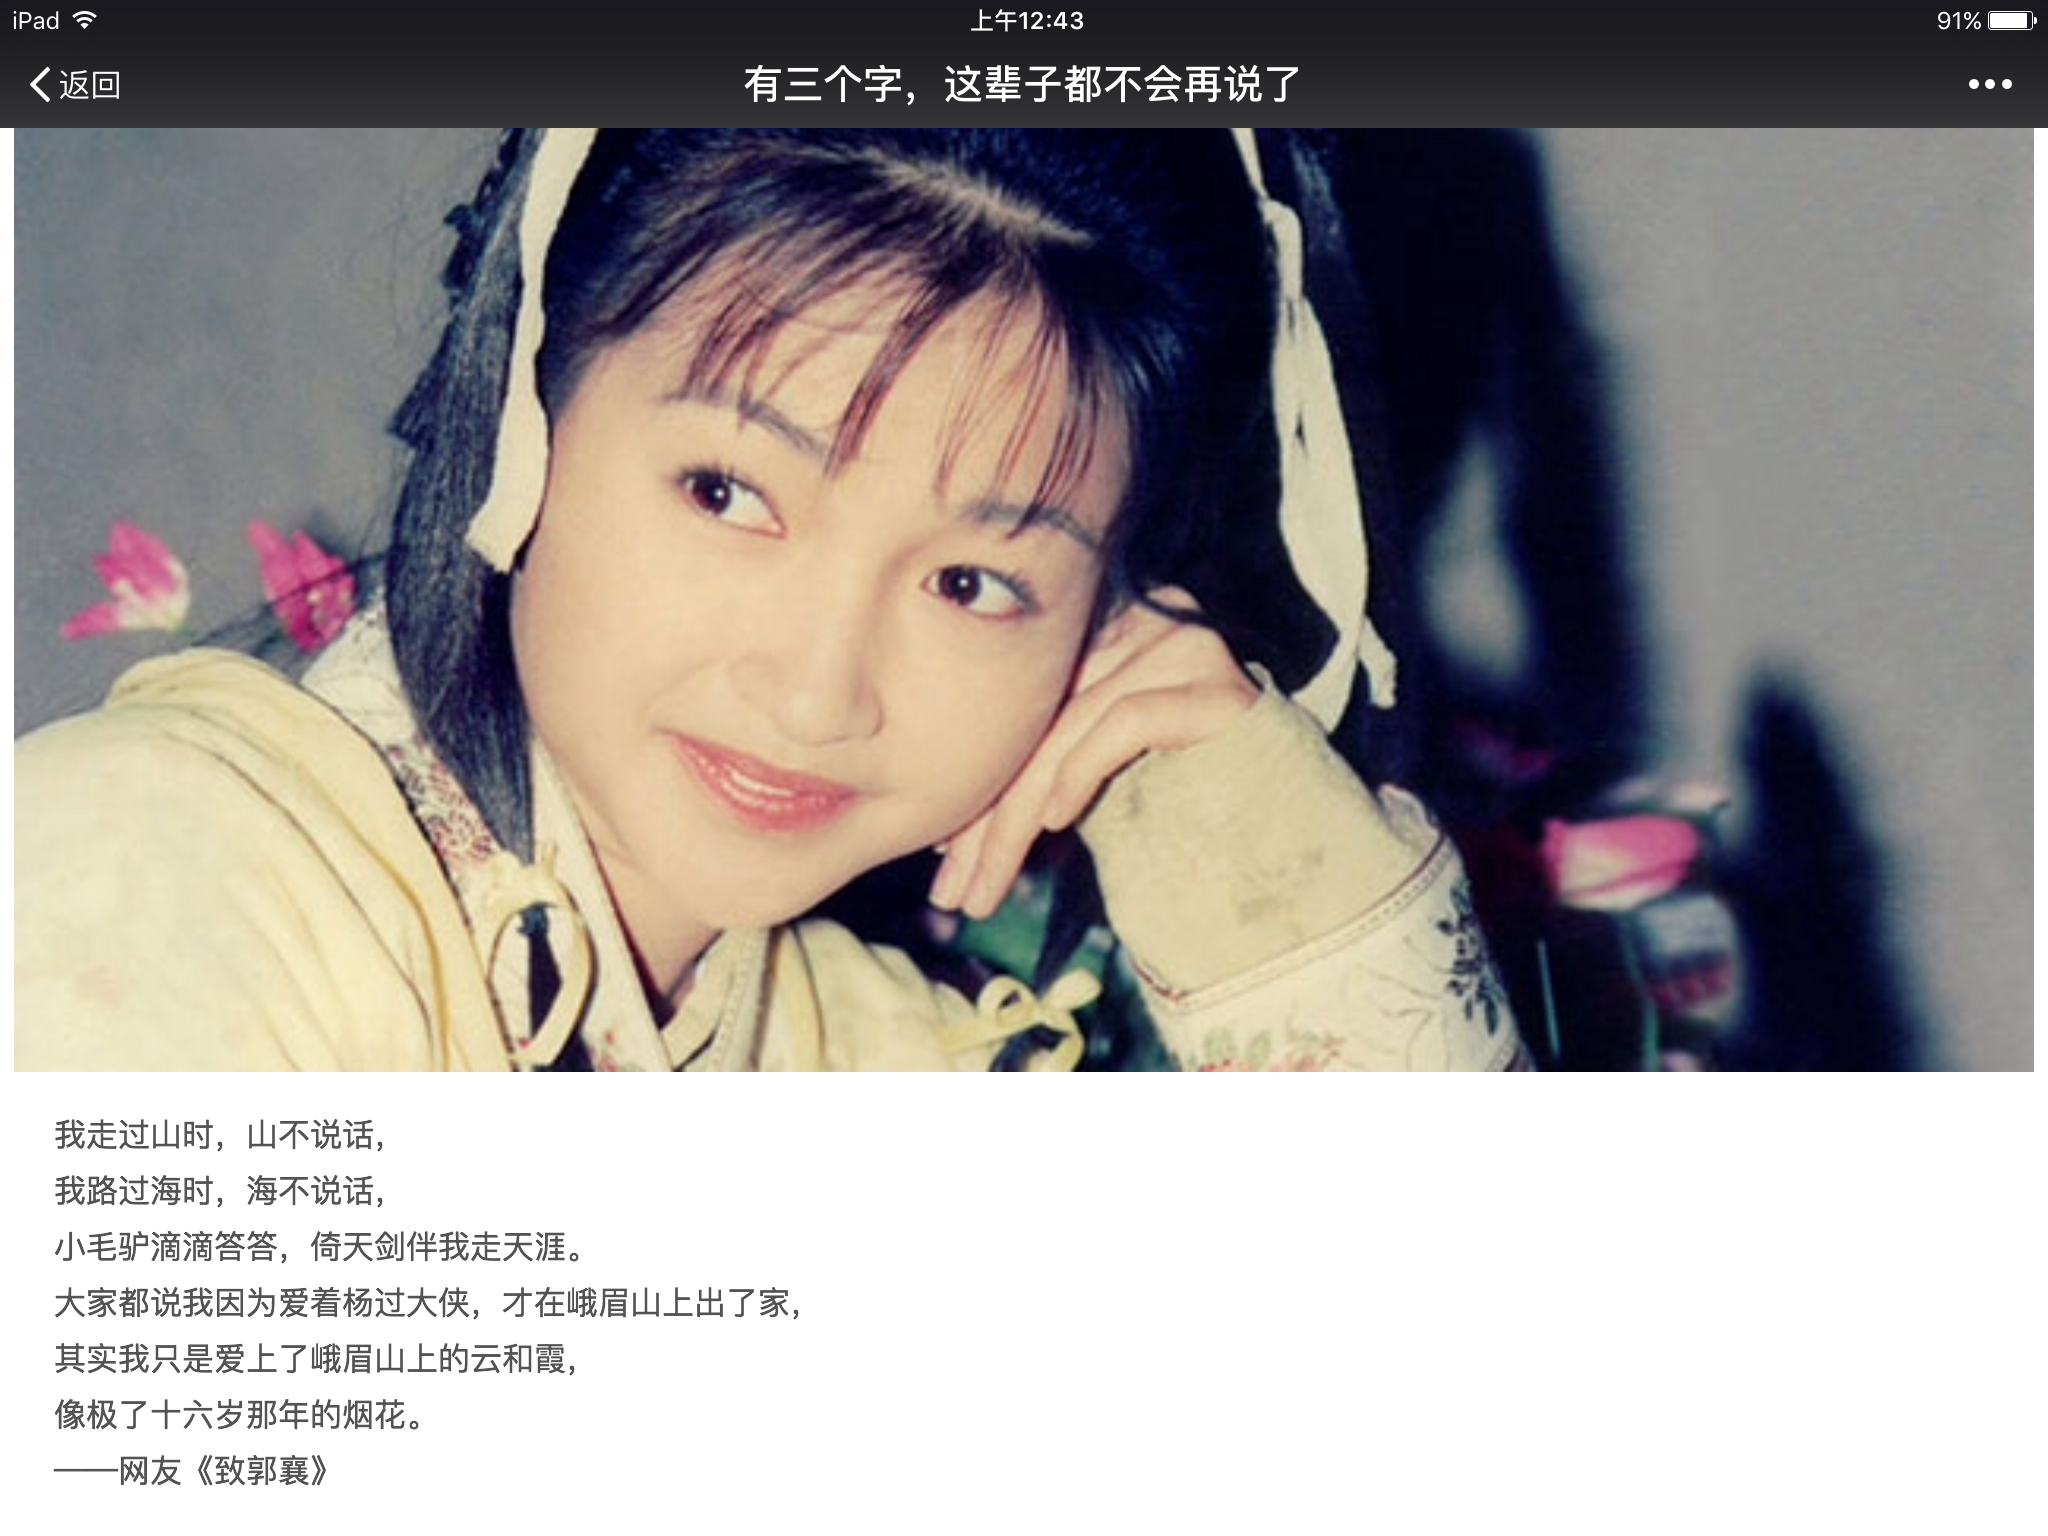 iPad 上午12:43 91%
返回 有三个字，这辈子都不会再说了
我走过山时，山不说话，
我路过海时，海不说话，
小毛驴滴滴答答，倚天剑伴我走天涯。
大家都说我因为爱着杨过大侠，才在峨眉山上出了家，
其实我只是爱上了峨眉山上的云和霞，
像极了十六岁那年的烟花。
——网友《致郭襄》